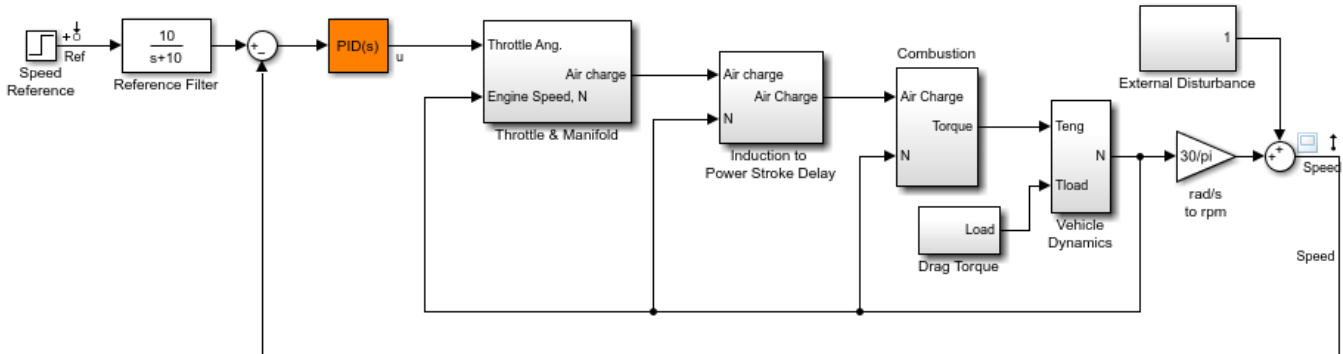 Speed
Reference
Ref
10
s+10
Reference Filter
PID(s)
u
Throttle Ang.
Air charge
Engine Speed, N
Throttle & Manifold
Air charge
Air Charge
N
Induction to
Power Stroke Delay
Combustion
Air Charge
Torque
N
Load
Drag Torque
Teng
N
Tload
Vehicle
Dynamics
30/pi
rad/s
to rpm
1
External Disturbance
Speed
Speed